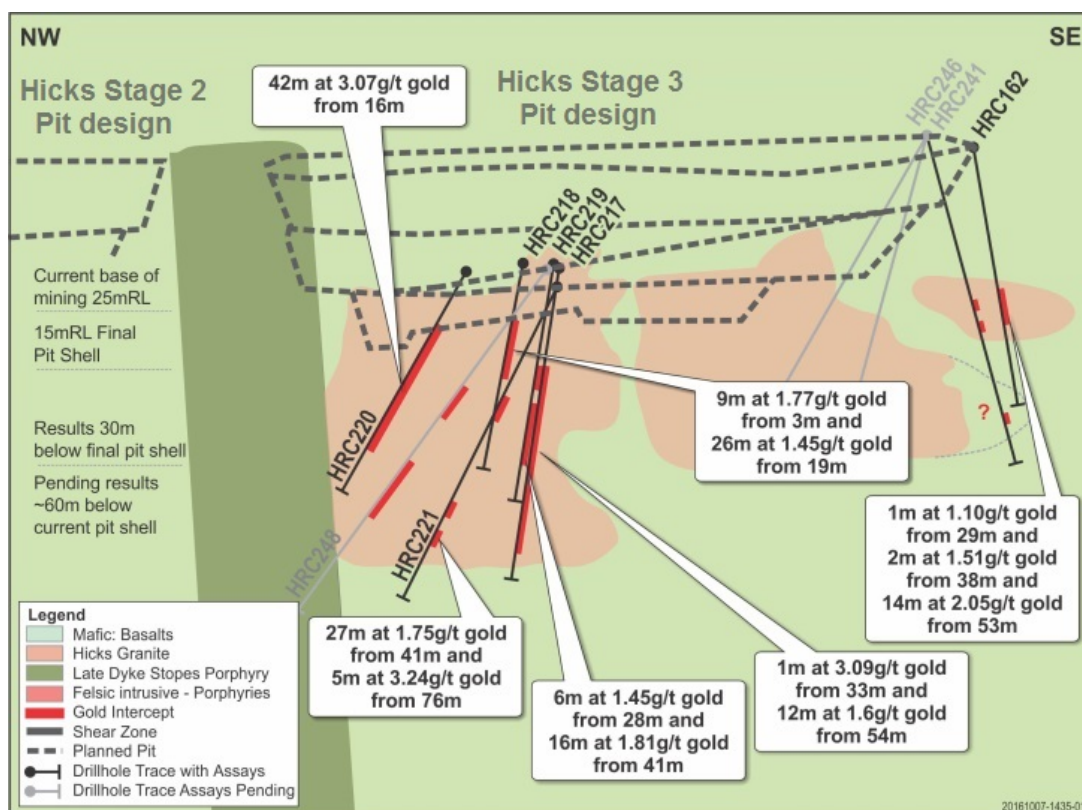 NW
SE
Hicks Stage 2
Pit design
Hicks Stage 3
Pit design
42m at 3.07g/t gold
from 16m
HRC246
HRC241
HRC162
HRC218
HRC219
HRC217
Current base of
mining 25mRL
15mRL Final
Pit Shell
Results 30m
below final pit shell
Pending results
~60m below
current pit shell
HRC220
HRC248
HRC221
?
9m at 1.77g/t gold
from 3m and
26m at 1.45g/t gold
from 19m
1m at 1.10g/t gold
from 29m and
2m at 1.51g/t gold
from 38m and
14m at 2.05g/t gold
from 53m
27m at 1.75g/t gold
from 41m and
5m at 3.24g/t gold
from 76m
6m at 1.45g/t gold
from 28m and
16m at 1.81g/t gold
from 41m
1m at 3.09g/t gold
from 33m and
12m at 1.6g/t gold
from 54m
Legend
Mafic: Basalts
Hicks Granite
Late Dyke Stopes Porphyry
Felsic intrusive - Porphyries
Gold Intercept
Shear Zone
Planned Pit
Drillhole Trace with Assays
Drillhole Trace Assays Pending